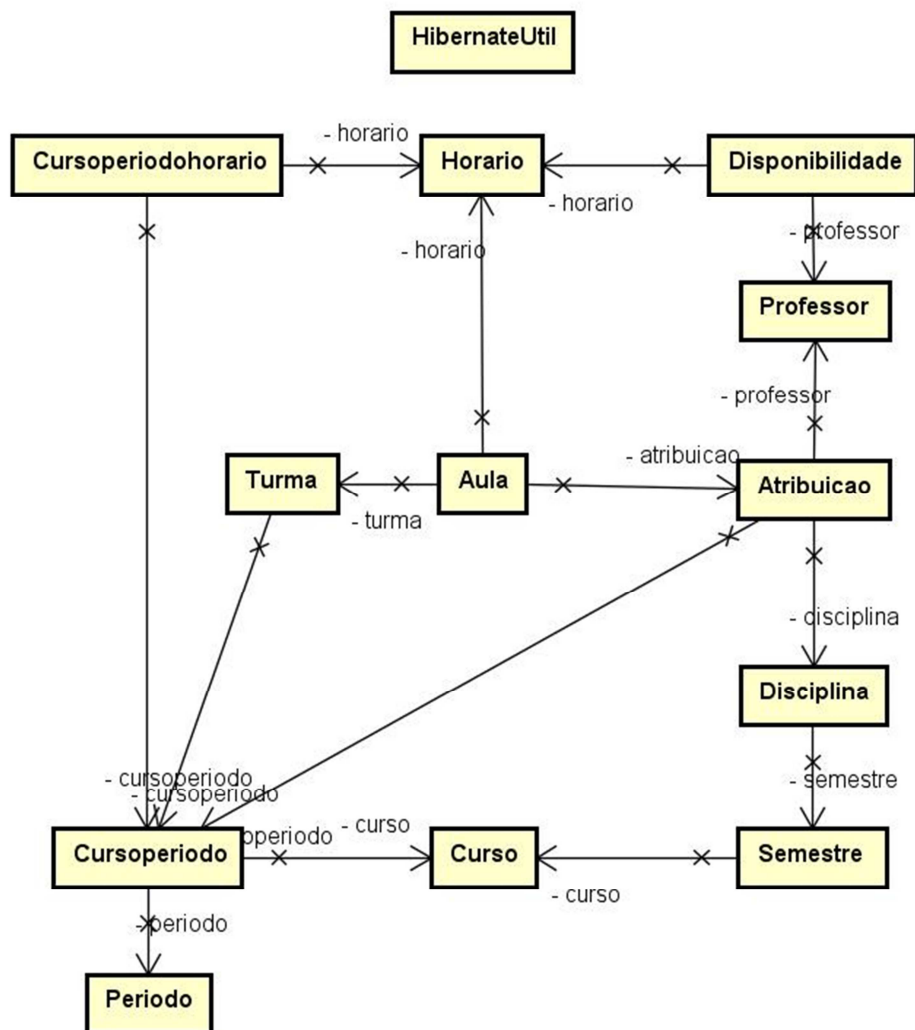 HibernateUtil
- horario
Cursoperiodohorario
Horario
Disponibilidade
- horario
- professor
- horario
Professor
- professor
- atribuicao
Turma
Aula
Atribuicao
- turma
- disciplina
Disciplina
- cursoperiodo
- semestre
- cursoperiodo
- curso
operiodo
Cursoperiodo
Curso
Semestre
- curso
- periodo
Periodo